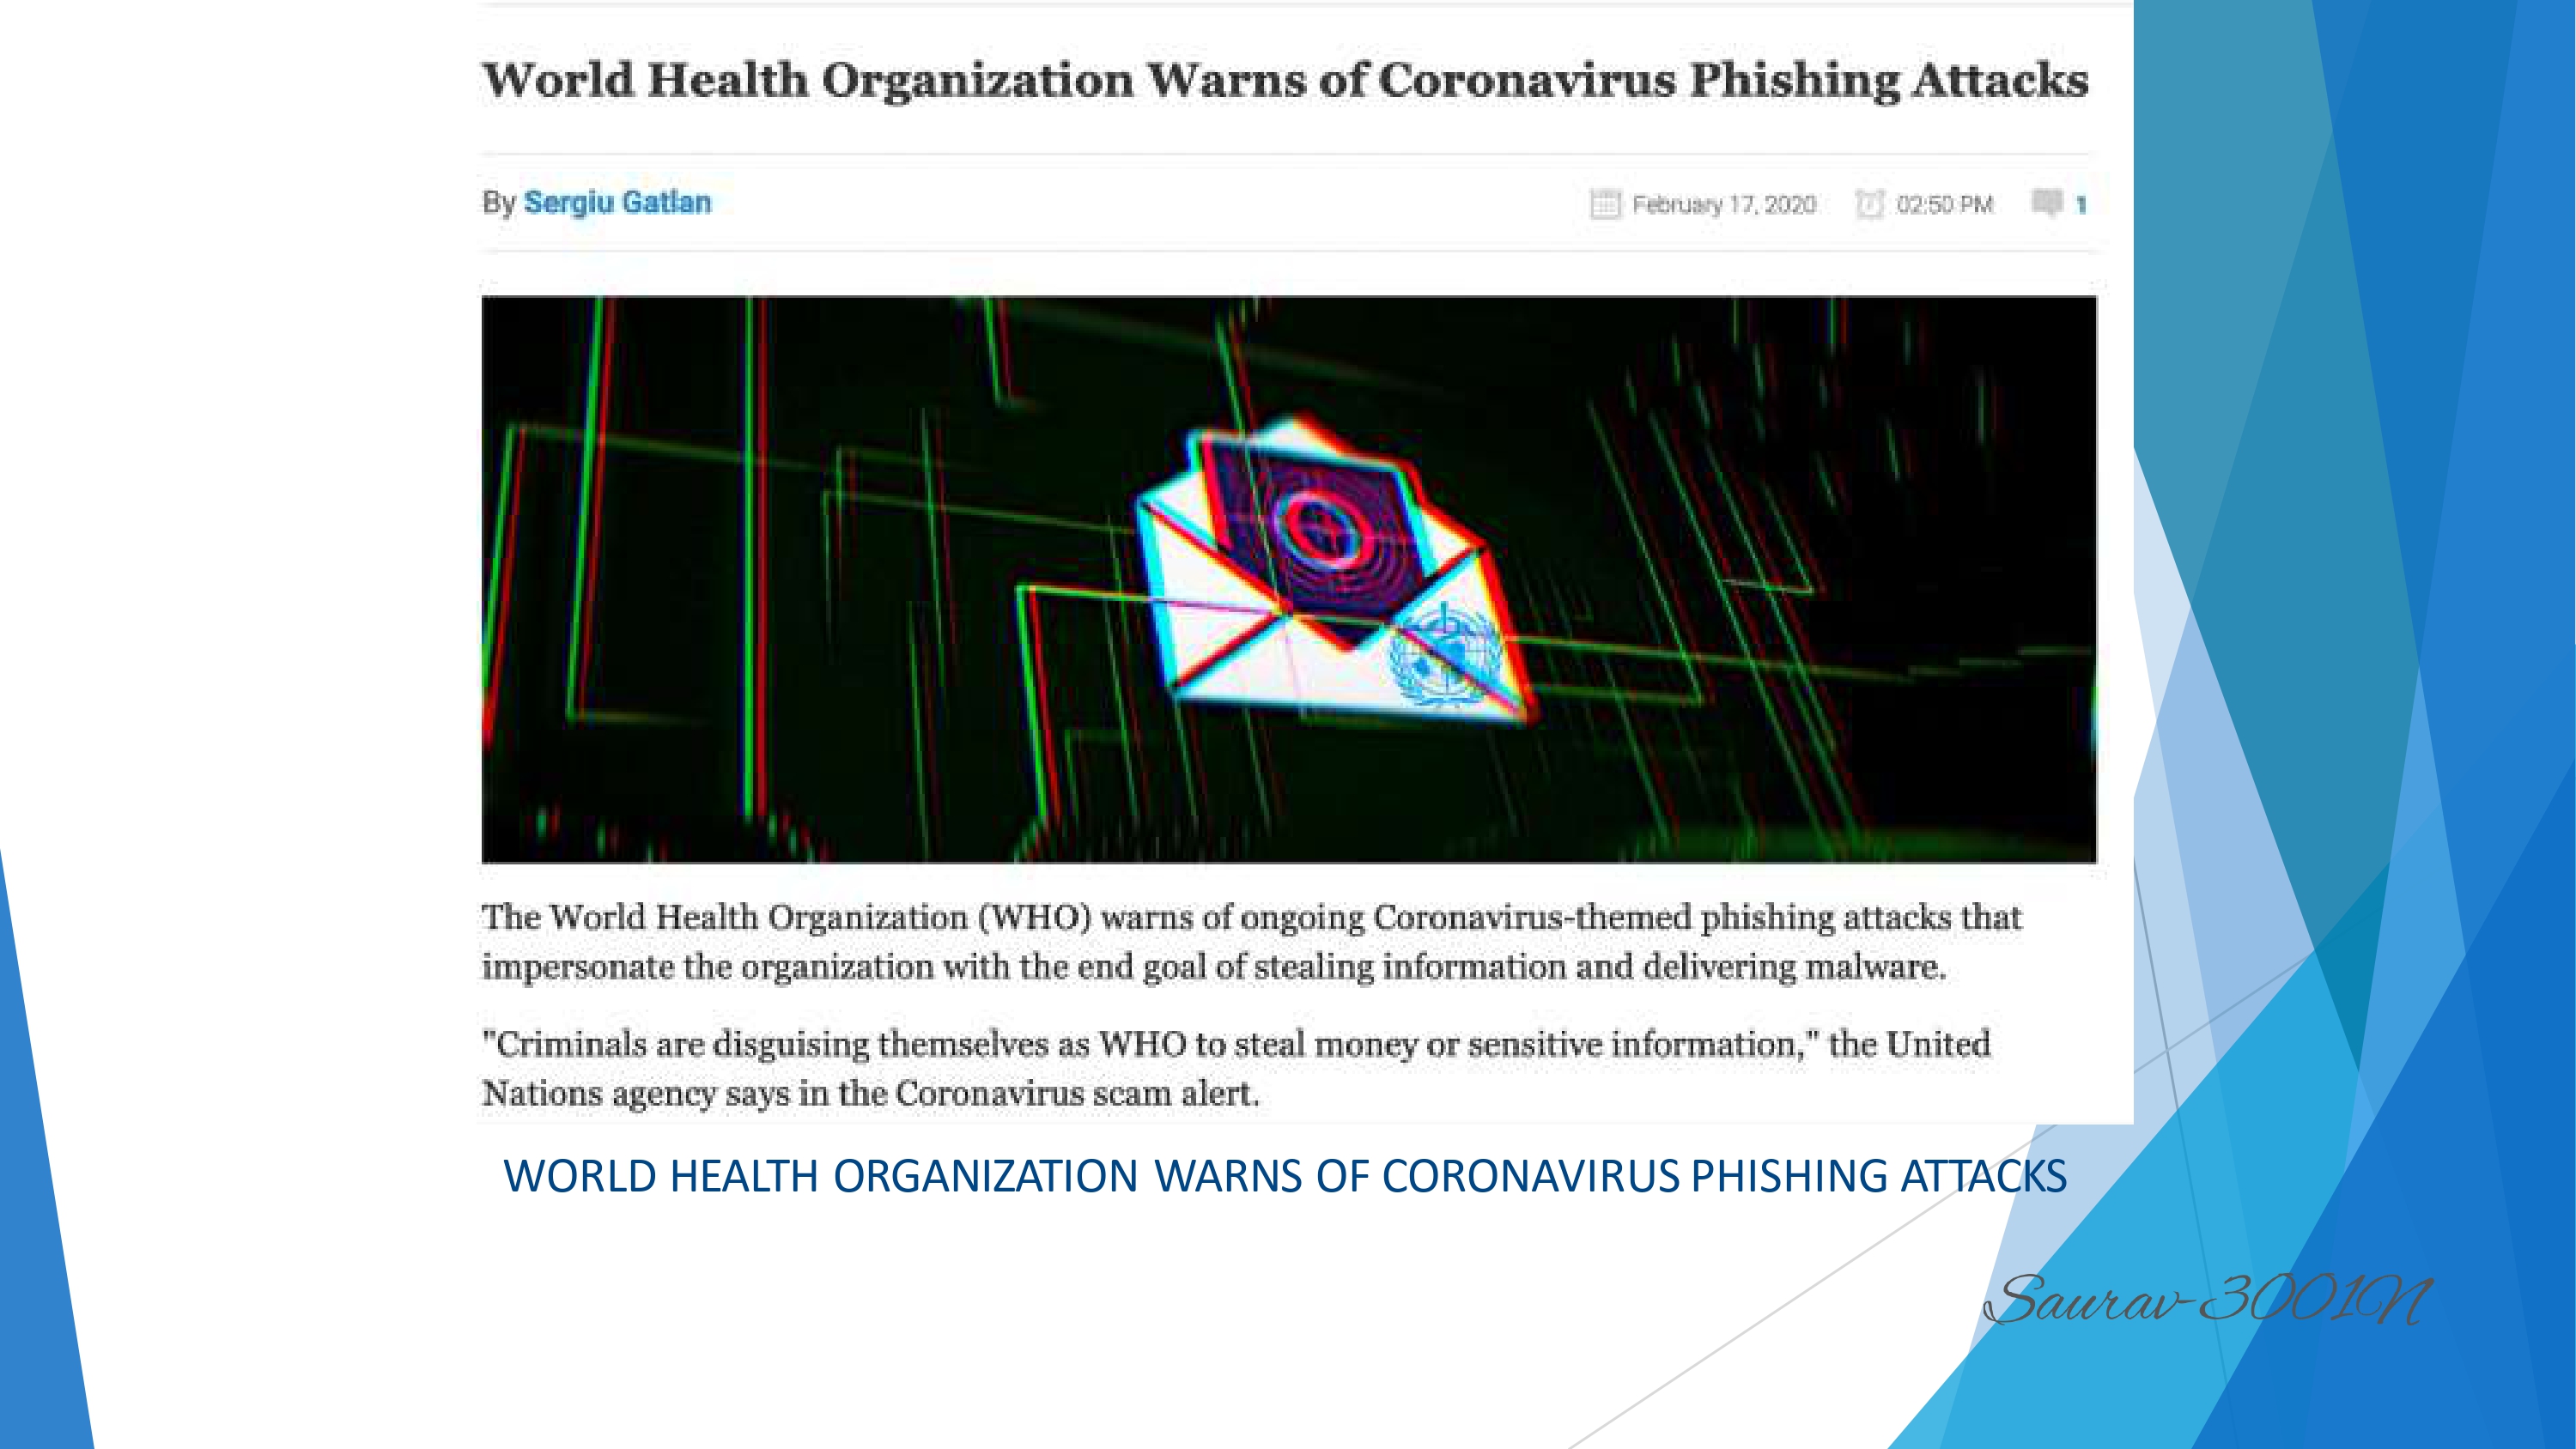 World Health Organization Warns of Coronavirus Phishing Attacks
By Sergiu Gatlan
February 17, 2020 02:50 PM 1
The World Health Organization (WHO) warns of ongoing Coronavirus-themed phishing attacks that
impersonate the organization with the end goal of stealing information and delivering malware.
"Criminals are disguising themselves as WHO to steal money or sensitive information," the United
Nations agency says in the Coronavirus scam alert.
WORLD HEALTH ORGANIZATION WARNS OF CORONAVIRUS PHISHING ATTACKS
Saurav-3001N